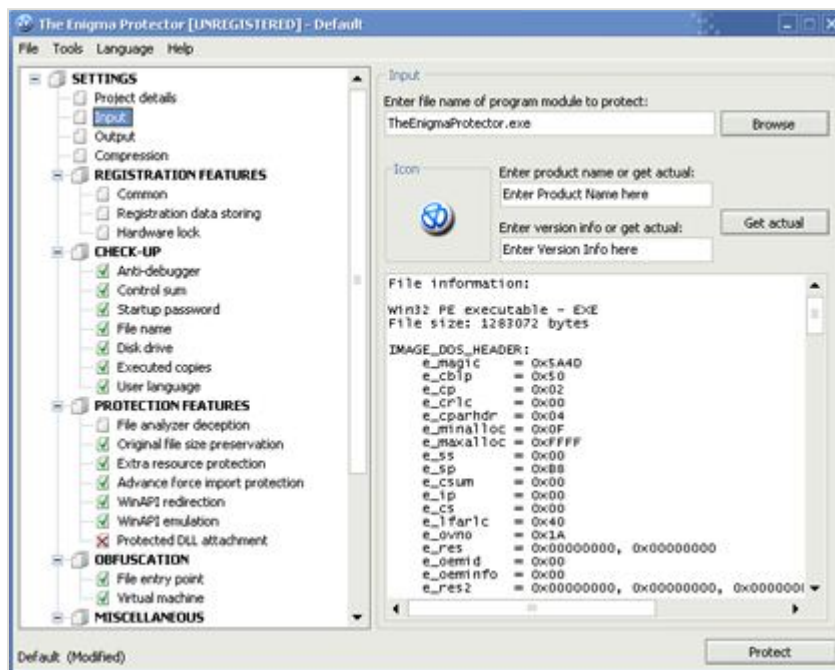 The Enigma Protector [UNREGISTERED] - Default
File Tools Language Help
SETTINGS
Project details
Input
Output
Compression
REGISTRATION FEATURES
Common
Registration data storing
Hardware lock
CHECK-UP
Anti-debugger
Control sum
Startup password
File name
Disk drive
Executed copies
User language
PROTECTION FEATURES
File analyzer deception
Original file size preservation
Extra resource protection
Advance force import protection
WinAPI redirection
WinAPI emulation
Protected DLL attachment
OBFUSCATION
File entry point
Virtual machine
MISCELLANEOUS
Input
Enter file name of program module to protect:
TheEnigmaProtector.exe
Browse
Icon
Enter product name or get actual:
Enter Product Name here
Enter version info or get actual:
Enter Version Info here
Get actual
File information:
Win32 PE executable - EXE
File size: 1283072 bytes
IMAGE_DOS_HEADER:
e_magic = 0x5A4D
e_cblp = 0x50
e_cp = 0x02
e_crlc = 0x00
e_cparhdr = 0x04
e_minalloc = 0x0F
e_maxalloc = 0xFFFF
e_ss = 0x00
e_sp = 0xB8
e_csum = 0x00
e_ip = 0x00
e_cs = 0x00
e_lfarlc = 0x40
e_ovno = 0x1A
e_res = 0x00000000, 0x00000000
e_oemid = 0x00
e_oeminfo = 0x00
e_res2 = 0x00000000, 0x00000000, 0x0000000
Default (Modified)
Protect